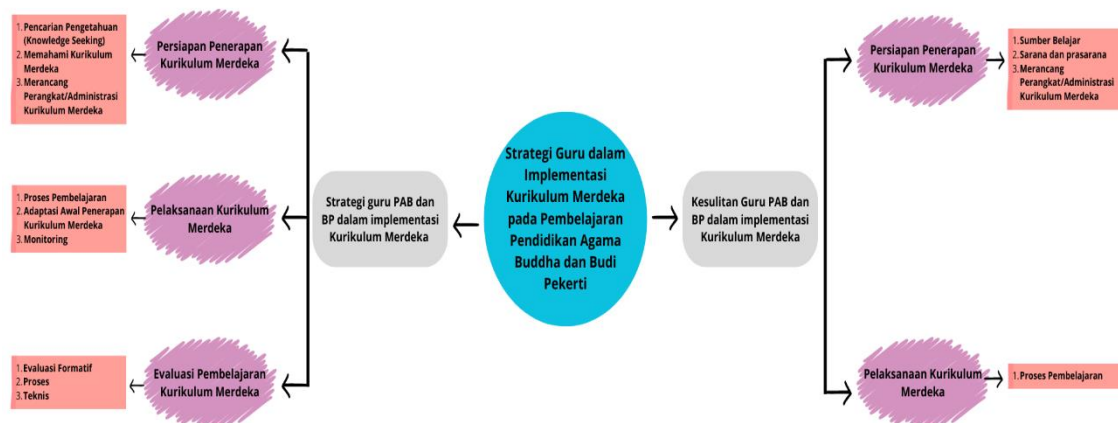 1. Pencarian Pengetahuan
(Knowledge Seeking)
2. Memahami Kurikulum
Merdeka
3. Merancang
Perangkat/Administrasi
Kurikulum Merdeka
Persiapan Penerapan
Kurikulum Merdeka
1. Proses Pembelajaran
2. Adaptasi Awal Penerapan
Kurikulum Merdeka
3. Monitoring
Pelaksanaan Kurikulum
Merdeka
1. Evaluasi Formatif
2. Proses
3. Teknis
Evaluasi Pembelajaran
Kurikulum Merdeka
Strategi guru PAB dan
BP dalam implementasi
Kurikulum Merdeka
Strategi Guru dalam
Implementasi
Kurikulum Merdeka
pada Pembelajaran
Pendidikan Agama
Buddha dan Budi
Pekerti
Kesulitan Guru PAB dan
BP dalam implementasi
Kurikulum Merdeka
Persiapan Penerapan
Kurikulum Merdeka
1. Sumber Belajar
2. Sarana dan prasarana
3. Merancang
Perangkat/Administrasi
Kurikulum Merdeka
Pelaksanaan Kurikulum
Merdeka
1. Proses Pembelajaran